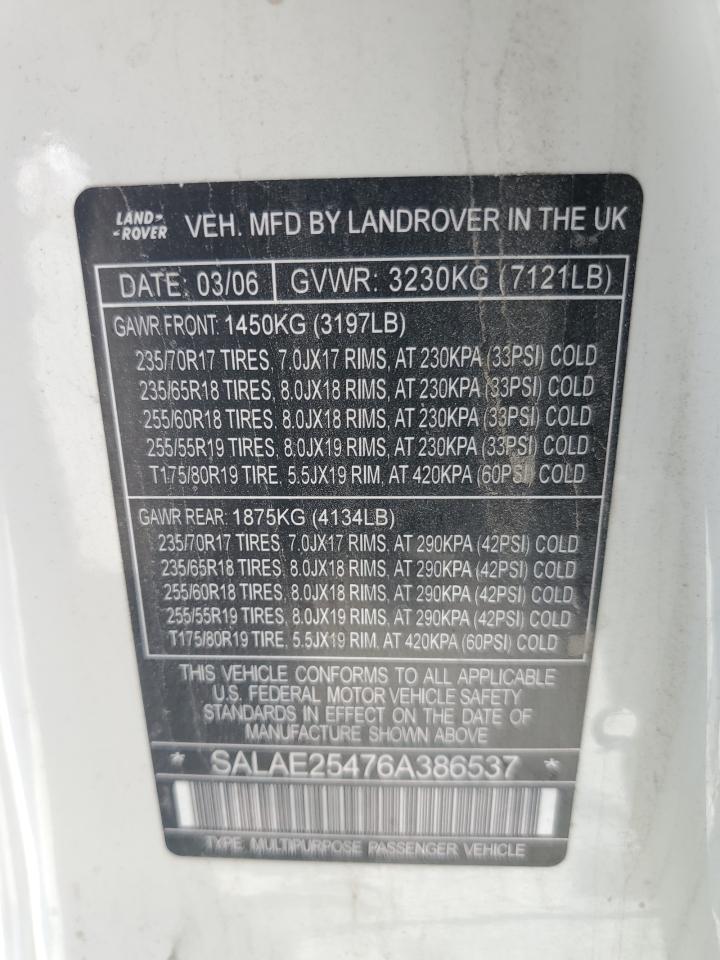 LAND-
-ROVER
VEH. MFD BY LANDROVER IN THE UK
DATE: 03/06 GVWR: 3230KG (7121LB)
GAWR FRONT: 1450KG (3197LB)
235/70R17 TIRES, 7.0JX17 RIMS, AT 230KPA (33PSI) COLD
235/65R18 TIRES, 8.0JX18 RIMS, AT 230KPA (33PSI) COLD
255/60R18 TIRES, 8.0JX18 RIMS, AT 230KPA (33PSI) COLD
255/55R19 TIRES, 8.0JX19 RIMS, AT 230KPA (33PSI) COLD
T175/80R19 TIRE, 5.5JX19 RIM, AT 420KPA (60PSI) COLD
GAWR REAR: 1875KG (4134LB)
235/70R17 TIRES, 7.0JX17 RIMS, AT 290KPA (42PSI) COLD
235/65R18 TIRES, 8.0JX18 RIMS, AT 290KPA (42PSI) COLD
255/60R18 TIRES, 8.0JX18 RIMS, AT 290KPA (42PSI) COLD
255/55R19 TIRES, 8.0JX19 RIMS, AT 290KPA (42PSI) COLD
T175/80R19 TIRE, 5.5JX19 RIM, AT 420KPA (60PSI) COLD
THIS VEHICLE CONFORMS TO ALL APPLICABLE
U.S. FEDERAL MOTOR VEHICLE SAFETY
STANDARDS IN EFFECT ON THE DATE OF
MANUFACTURE SHOWN ABOVE
* SALAE25476A386537 *
TYPE: MULTIPURPOSE PASSENGER VEHICLE